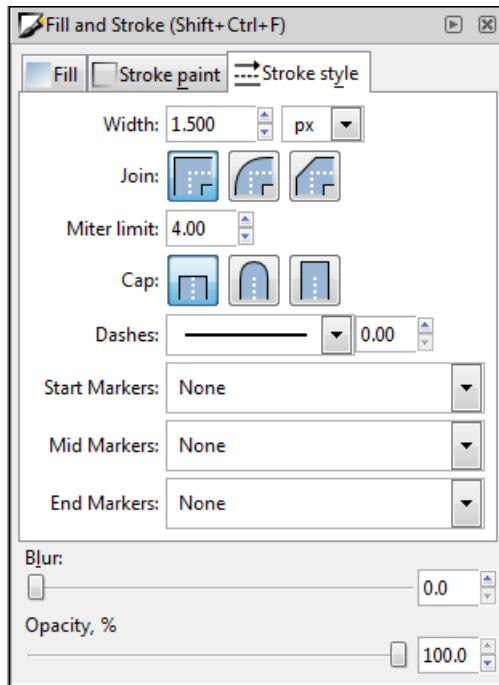 Fill and Stroke (Shift+Ctrl+F)
Fill Stroke paint Stroke style
Width: 1.500 px
Join:
Miter limit: 4.00
Cap:
Dashes: 0.00
Start Markers: None
Mid Markers: None
End Markers: None
Blur:
0.0
Opacity, %
100.0